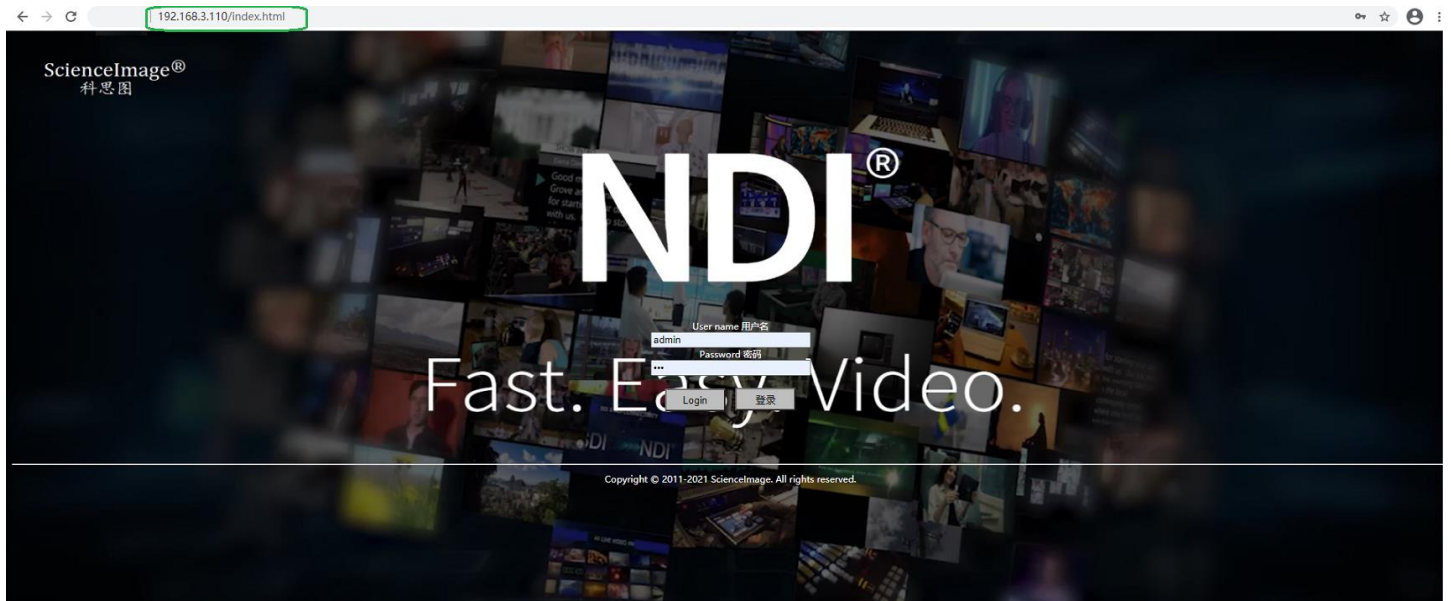 192.168.3.110/index.html
ScienceImage®
科思图
NDI®
User name 用户名
admin
Password 密码
•••
Fast. Easy. Video.
Login
登录
NDI
Copyright © 2011-2021 ScienceImage. All rights reserved.